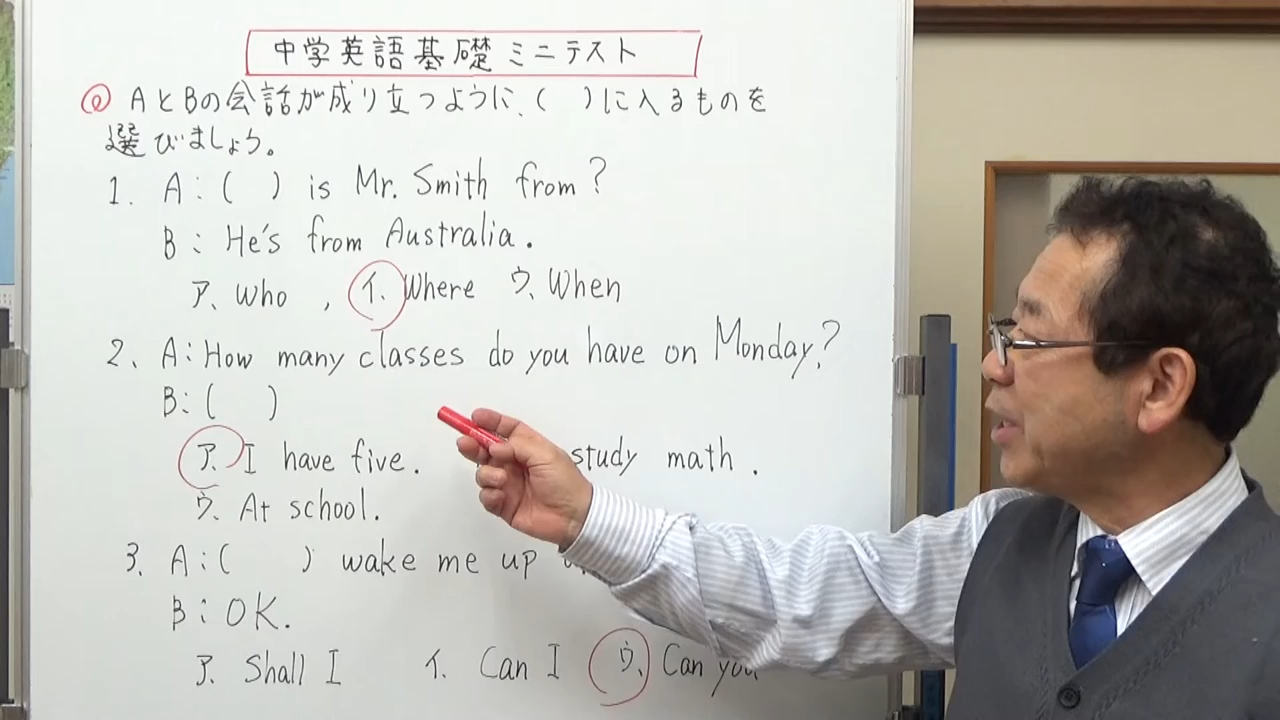 中学英語基礎ミニテスト
◎ AとBの会話が成り立つように、( )に入るものを
選びましょう。
1. A:( ) is Mr. Smith from?
B: He's from Australia.
ア、Who , イ、Where ウ、When
2、A:How many classes do you have on Monday?
B:( )
ア、I have five. study math.
ウ、At school.
3、A:( ) wake me up
B:OK.
ア、Shall I イ、Can I ウ、Can you